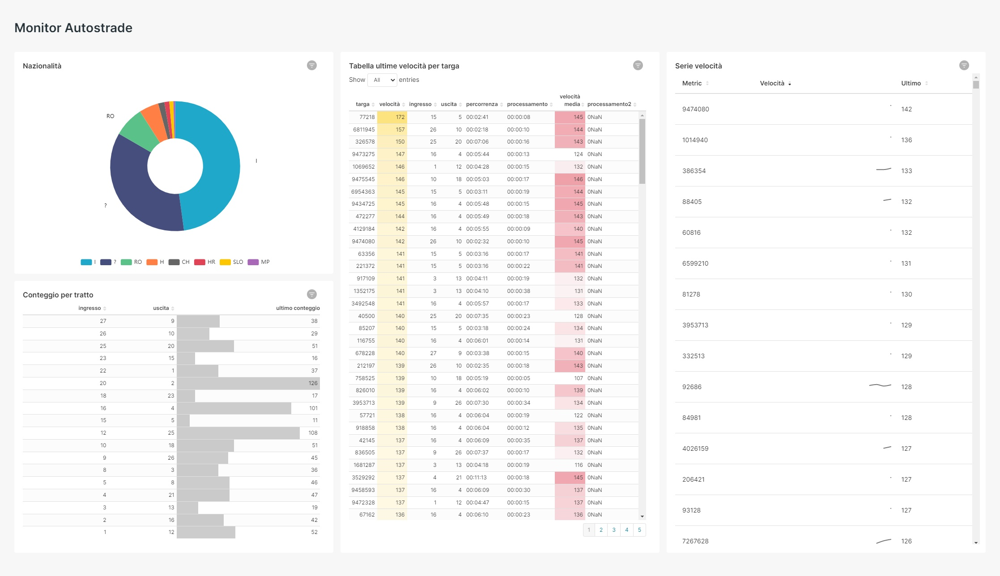 Monitor Autostrade
Nazionalità
RO
I
?
I ? RO H CH HR SLO MP
Conteggio per tratto
ingresso uscita ultimo conteggio
27 9 38
26 10 29
25 20 51
23 15 16
22 1 37
20 2 126
18 23 17
16 4 101
15 5 11
12 25 108
10 18 51
9 26 45
8 3 36
5 8 46
4 21 47
3 13 19
2 16 42
1 12 52
Tabella ultime velocità per targa
Show All entries
targa velocità ingresso uscita percorrenza processamento velocità media processamento2
77218 172 15 5 00:02:41 00:00:08 145 0NaN
6811945 157 26 10 00:02:18 00:00:10 144 0NaN
326578 150 25 20 00:07:06 00:00:16 143 0NaN
9473275 147 16 4 00:05:44 00:00:13 124 0NaN
1069652 146 1 12 00:04:28 00:00:15 132 0NaN
9475545 146 10 18 00:05:03 00:00:17 146 0NaN
6954363 145 15 5 00:03:11 00:00:19 144 0NaN
9434725 145 16 4 00:05:48 00:00:15 145 0NaN
472277 144 16 4 00:05:49 00:00:18 143 0NaN
4129184 142 16 4 00:05:55 00:00:09 140 0NaN
9474080 142 26 10 00:02:32 00:00:10 145 0NaN
63356 141 15 5 00:03:16 00:00:17 141 0NaN
221372 141 15 5 00:03:16 00:00:22 141 0NaN
917109 141 3 13 00:04:11 00:00:19 132 0NaN
1352175 141 3 13 00:04:10 00:00:38 131 0NaN
3492548 141 16 4 00:05:57 00:00:17 133 0NaN
40500 140 25 20 00:07:35 00:00:23 128 0NaN
85207 140 15 5 00:03:18 00:00:24 134 0NaN
116755 140 16 4 00:06:01 00:00:14 131 0NaN
678228 140 27 9 00:03:38 00:00:15 140 0NaN
212197 139 26 10 00:02:35 00:00:18 143 0NaN
758525 139 10 18 00:05:19 00:00:05 107 0NaN
826010 139 16 4 00:06:02 00:00:10 139 0NaN
3953713 139 9 26 00:07:30 00:00:34 134 0NaN
57721 138 16 4 00:06:04 00:00:19 122 0NaN
918858 138 16 4 00:06:04 00:00:12 135 0NaN
42145 137 16 4 00:06:09 00:00:35 137 0NaN
836505 137 9 26 00:07:37 00:00:17 132 0NaN
1681287 137 3 13 00:04:18 00:00:19 116 0NaN
3529292 137 4 21 00:11:13 00:00:18 145 0NaN
9458593 137 16 4 00:06:09 00:00:30 137 0NaN
9472328 137 1 12 00:04:47 00:00:15 137 0NaN
67162 136 16 4 00:06:10 00:00:23 136 0NaN
1 2 3 4 5
Serie velocità
Metric Velocità Ultimo
9474080 142
1014940 136
386354 133
88405 132
60816 132
6599210 131
81278 130
3953713 129
332513 129
92686 128
84981 128
4026159 127
206421 127
93128 127
7267628 126